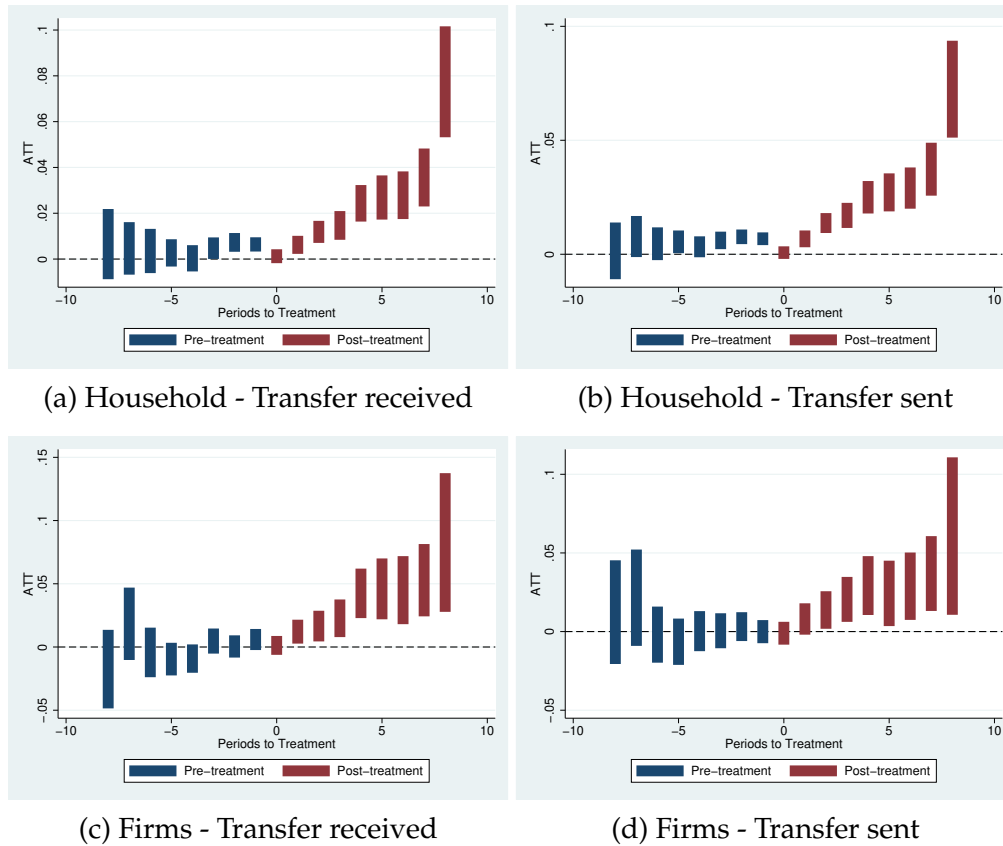 .1
.08
.06
.04
.02
0
ATT
-10 -5 0 5 10
Periods to Treatment
Pre-treatment Post-treatment
(a) Household - Transfer received
.1
.05
0
ATT
-10 -5 0 5 10
Periods to Treatment
Pre-treatment Post-treatment
(b) Household - Transfer sent
.15
.1
.05
0
-.05
ATT
-10 -5 0 5 10
Periods to Treatment
Pre-treatment Post-treatment
(c) Firms - Transfer received
.1
.05
0
-.05
ATT
-10 -5 0 5 10
Periods to Treatment
Pre-treatment Post-treatment
(d) Firms - Transfer sent